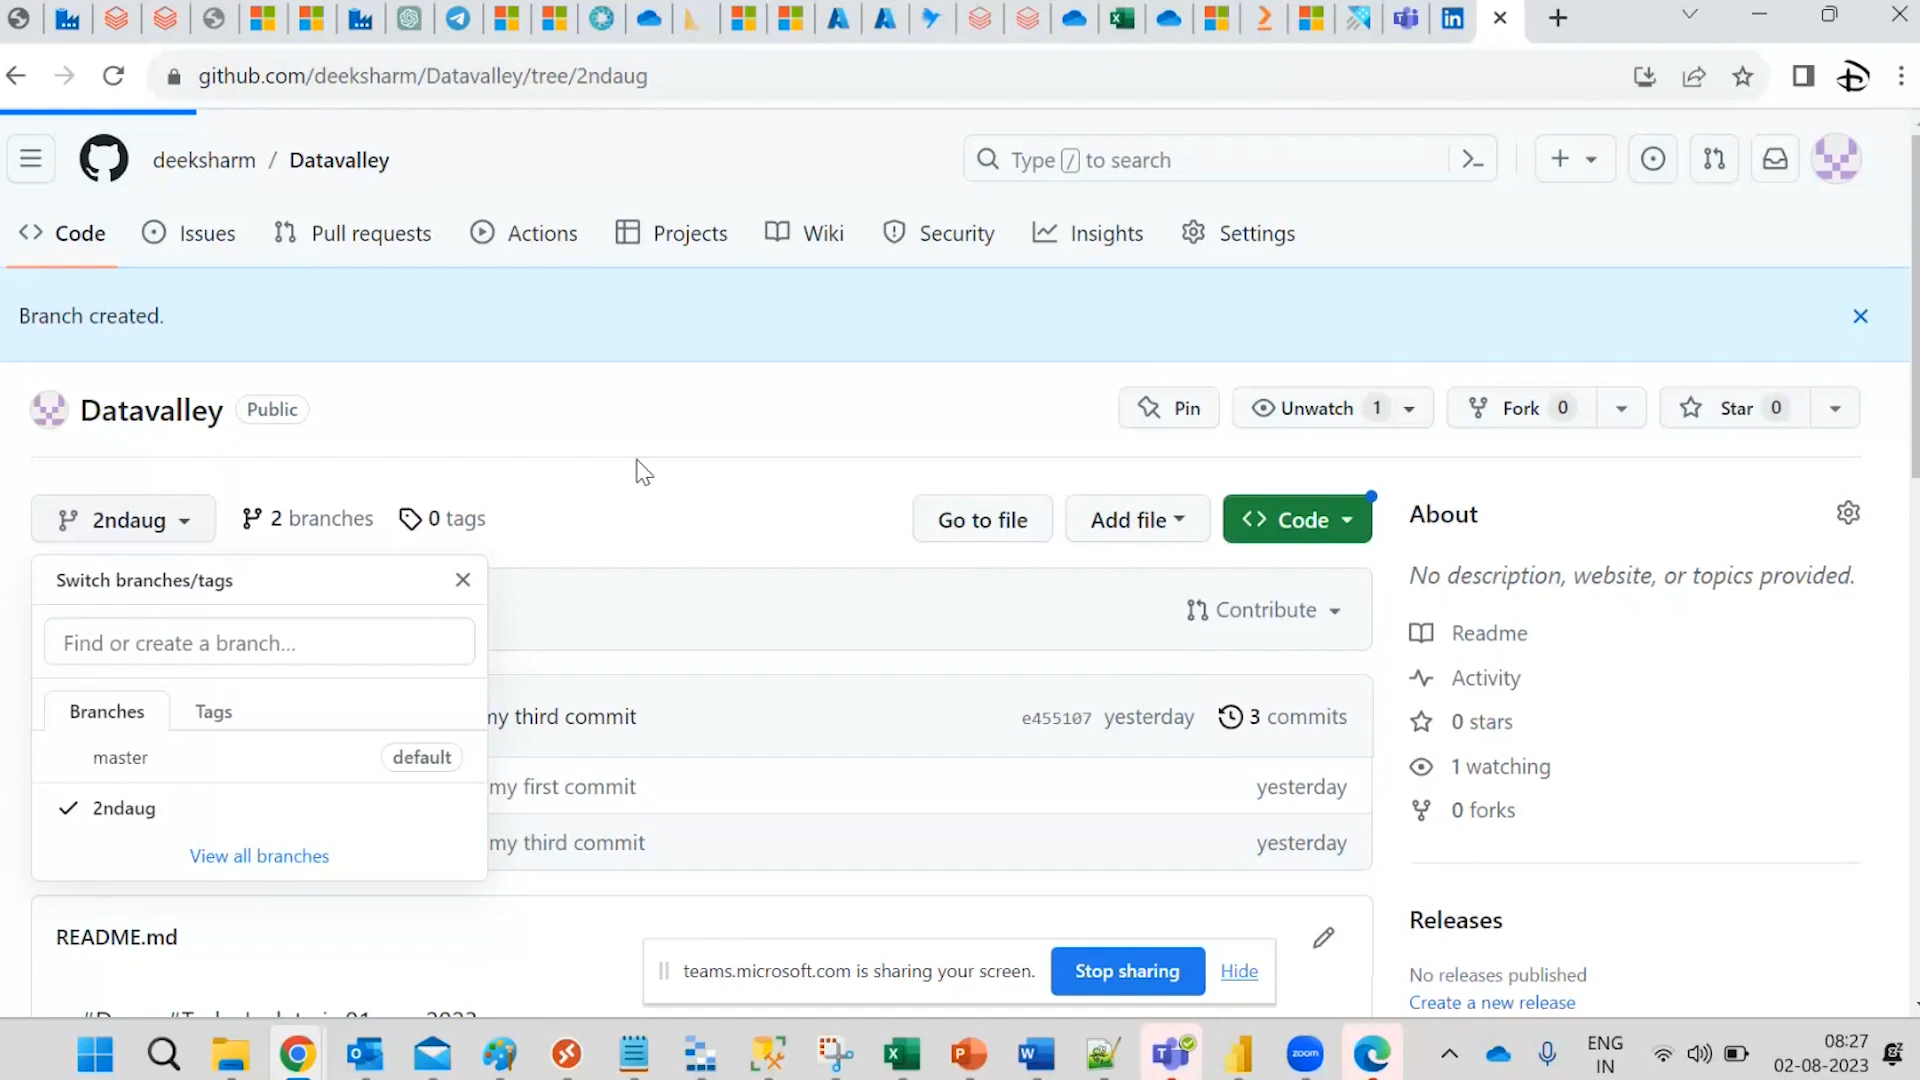 github.com/deeksharm/Datavalley/tree/2ndaug
deeksharm / Datavalley
Type / to search
Code
Issues
Pull requests
Actions
Projects
Wiki
Security
Insights
Settings
Branch created.
Datavalley Public
Pin
Unwatch 1
Fork 0
Star 0
2ndaug
2 branches
0 tags
Go to file
Add file
Code
About
Switch branches/tags
No description, website, or topics provided.
Contribute
Find or create a branch...
Readme
Activity
Branches
Tags
my third commit
e455107 yesterday
3 commits
0 stars
master
default
my first commit
yesterday
1 watching
2ndaug
0 forks
my third commit
yesterday
View all branches
README.md
Releases
teams.microsoft.com is sharing your screen.
Stop sharing
Hide
No releases published
Create a new release
zoom
ENG
IN
08:27
02-08-2023